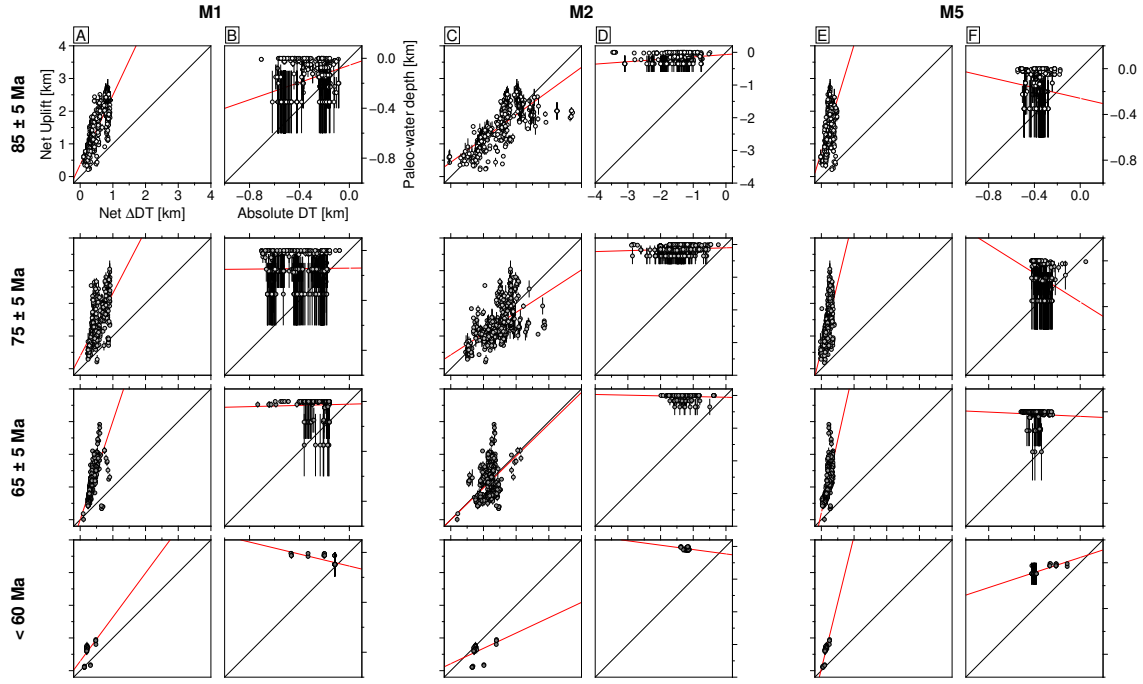 M1 M2 M5
A B C D E F
85 ± 5 Ma
Net Uplift [km]
4
3
2
1
0
0 1 2 3 4
Net ΔDT [km]
0.0
−0.4
−0.8
−0.8 −0.4 0.0
Absolute DT [km]
Paleo-water depth [km]
0
−1
−2
−3
−4
−4 −3 −2 −1 0
0.0
−0.4
−0.8
−0.8 −0.4 0.0
75 ± 5 Ma
65 ± 5 Ma
< 60 Ma